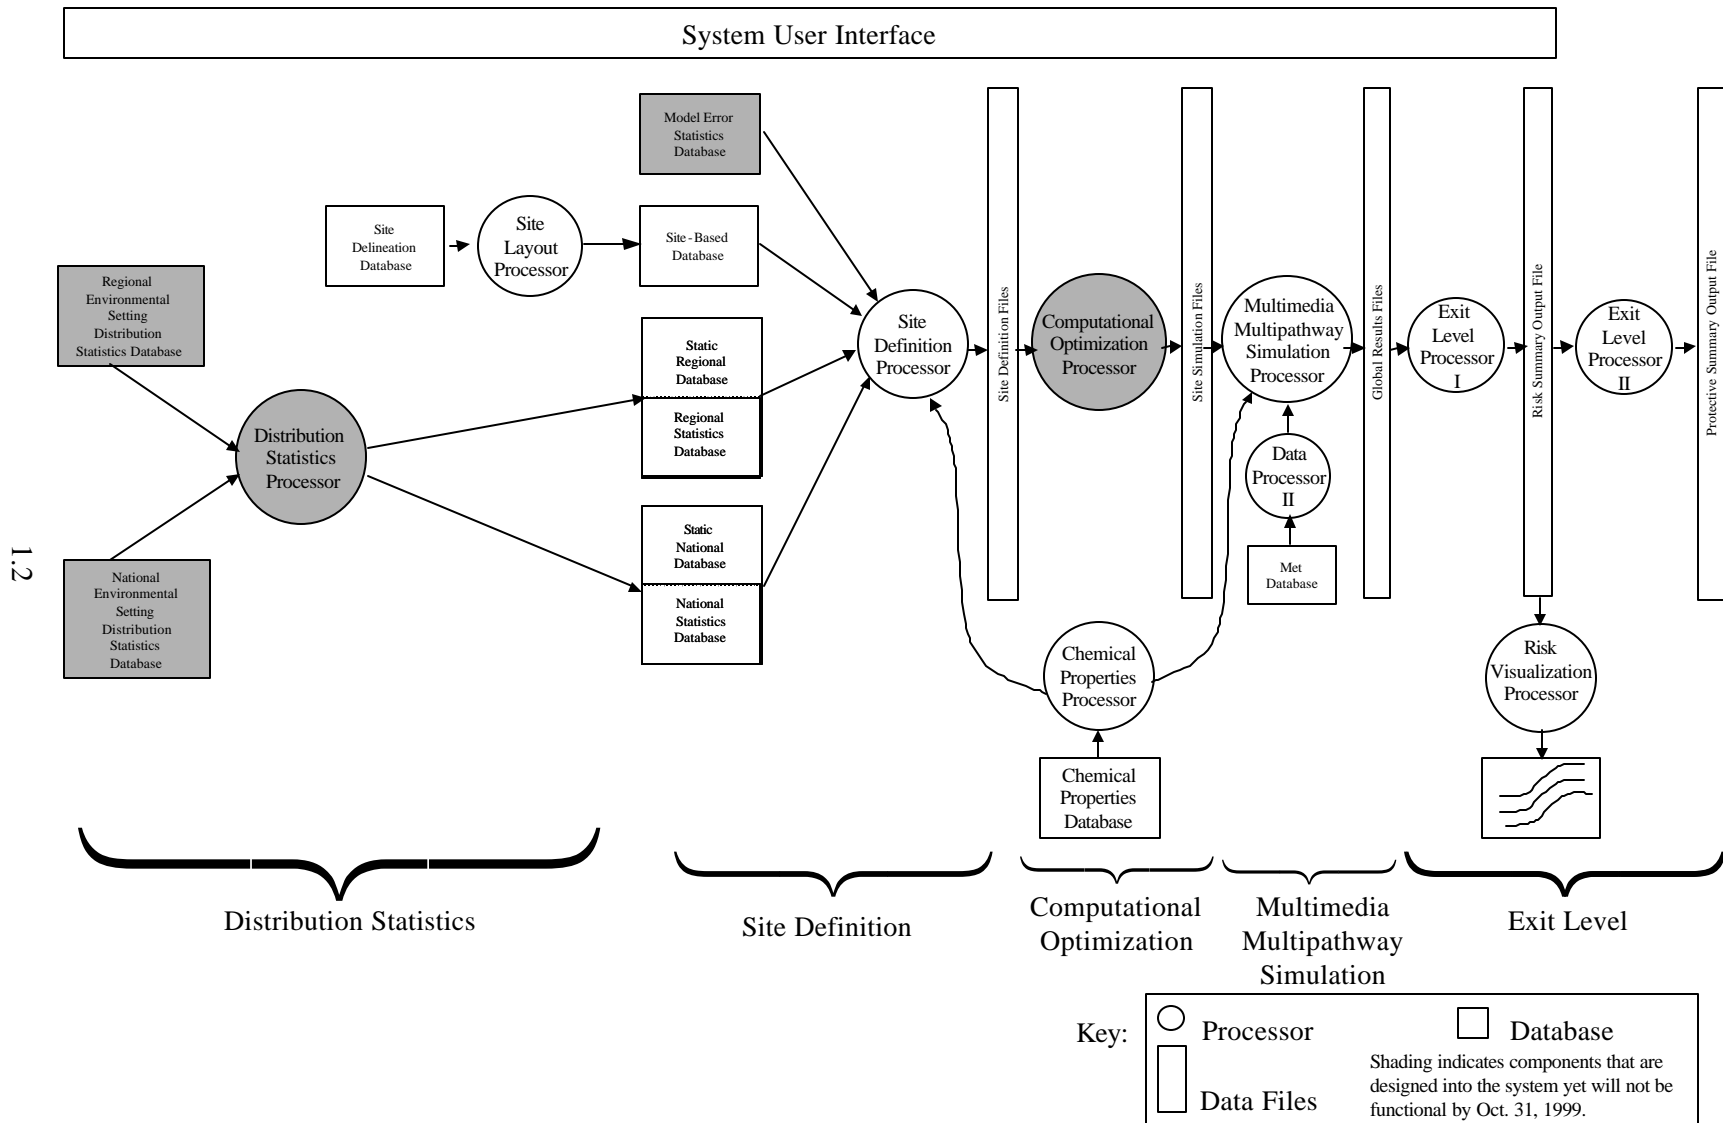 System User Interface
Model Error
Statistics
Database
Site
Delineation
Database
Site
Layout
Processor
Site-Based
Database
Regional
Environmental
Setting
Distribution
Statistics Database
Distribution
Statistics
Processor
National
Environmental
Setting
Distribution
Statistics
Database
Static
Regional
Database
Regional
Statistics
Database
Static
National
Database
National
Statistics
Database
Site
Definition
Processor
Site Definition Files
Computational
Optimization
Processor
Site Simulation Files
Multimedia
Multipathway
Simulation
Processor
Data
Processor
II
Met
Database
Global Results Files
Exit
Level
Processor
I
Risk Summary Output File
Exit
Level
Processor
II
Protective Summary Output File
Chemical
Properties
Processor
Chemical
Properties
Database
Risk
Visualization
Processor
1.2
Distribution Statistics
Site Definition
Computational
Optimization
Multimedia
Multipathway
Simulation
Exit Level
Key:
Processor
Database
Data Files
Shading indicates components that are
designed into the system yet will not be
functional by Oct. 31, 1999.